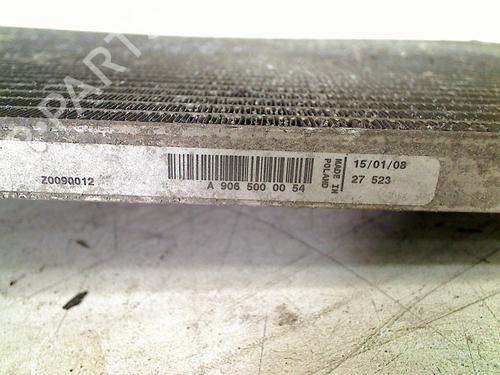 Z0090012
A 906 500 00 54
MADE IN
POLAND
15/01/08
27 523